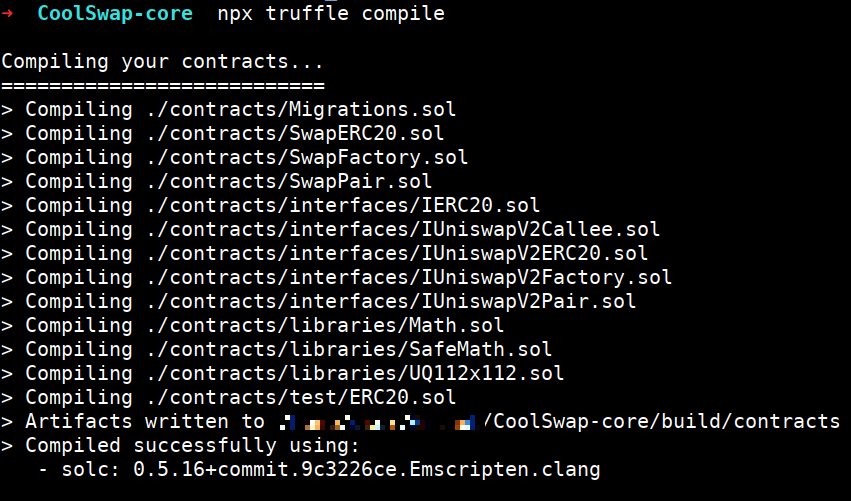 → CoolSwap-core npx truffle compile
Compiling your contracts...
===========================
> Compiling ./contracts/Migrations.sol
> Compiling ./contracts/SwapERC20.sol
> Compiling ./contracts/SwapFactory.sol
> Compiling ./contracts/SwapPair.sol
> Compiling ./contracts/interfaces/IERC20.sol
> Compiling ./contracts/interfaces/IUniswapV2Callee.sol
> Compiling ./contracts/interfaces/IUniswapV2ERC20.sol
> Compiling ./contracts/interfaces/IUniswapV2Factory.sol
> Compiling ./contracts/interfaces/IUniswapV2Pair.sol
> Compiling ./contracts/libraries/Math.sol
> Compiling ./contracts/libraries/SafeMath.sol
> Compiling ./contracts/libraries/UQ112x112.sol
> Compiling ./contracts/test/ERC20.sol
> Artifacts written to /CoolSwap-core/build/contracts
> Compiled successfully using:
- solc: 0.5.16+commit.9c3226ce.Emscripten.clang